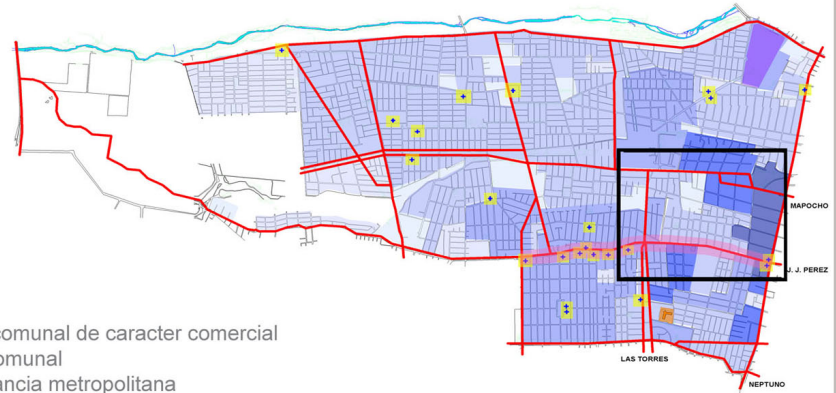 MAPOCHO
J. J. PEREZ
comunal de caracter comercial
omunal
LAS TORRES
ancia metropolitana
NEPTUNO